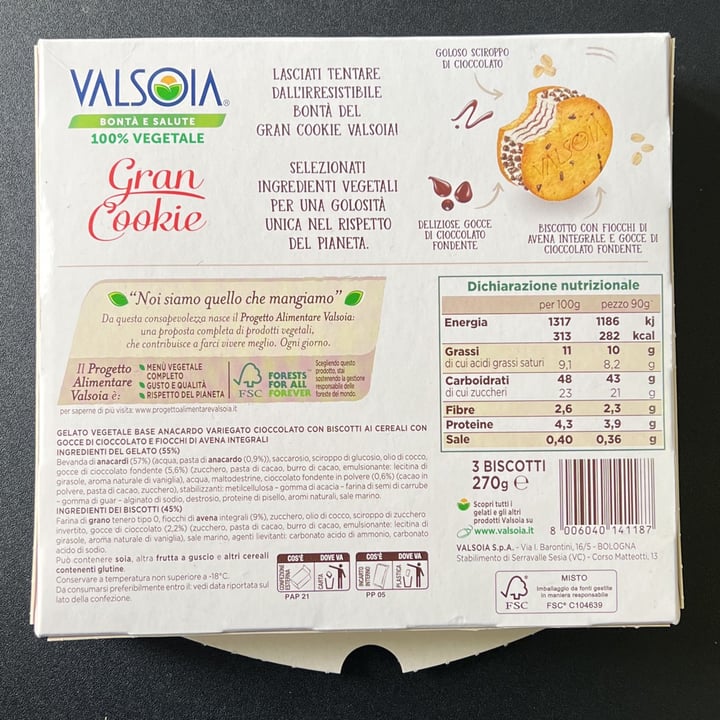 VALSOIA®
BONTÀ E SALUTE
100% VEGETALE
Gran
Cookie
LASCIATI TENTARE
DALL'IRRESISTIBILE
BONTÀ DEL
GRAN COOKIE VALSOIA!
SELEZIONATI
INGREDIENTI VEGETALI
PER UNA GOLOSITÀ
UNICA NEL RISPETTO
DEL PIANETA.
GOLOSO SCIROPPO
DI CIOCCOLATO
VALSOIA
DELIZIOSE GOCCE
DI CIOCCOLATO
FONDENTE
BISCOTTO CON FIOCCHI DI
AVENA INTEGRALE E GOCCE DI
CIOCCOLATO FONDENTE
"Noi siamo quello che mangiamo"
Da questa consapevolezza nasce il Progetto Alimentare Valsoia:
una proposta completa di prodotti vegetali,
che contribuisce a farci vivere meglio. Ogni giorno.
Il Progetto
Alimentare
Valsoia è:
MENÙ VEGETALE
COMPLETO
GUSTO E QUALITÀ
RISPETTO DEL PIANETA
FSC
FORESTS
FOR ALL
FOREVER
Scegliendo questo
prodotto, stai
sostenendo la gestione
responsabile delle
foreste del mondo.
per saperne di più visita: www.progettoalimentarevalsoia.it
GELATO VEGETALE BASE ANACARDO VARIEGATO CIOCCOLATO CON BISCOTTI AI CEREALI CON
GOCCE DI CIOCCOLATO E FIOCCHI DI AVENA INTEGRALI
INGREDIENTI DEL GELATO (55%)
Bevanda di anacardi (57%) (acqua, pasta di anacardo (0,9%)), saccarosio, sciroppo di glucosio, olio di cocco,
gocce di cioccolato fondente (5,6%) (zucchero, pasta di cacao, burro di cacao, emulsionante: lecitina di
girasole, aroma naturale di vaniglia), acqua, maltodestrine, cioccolato fondente in polvere (0,6%) (cacao in
polvere, pasta di cacao, zucchero), stabilizzanti: metilcellulosa - gomma di acacia - farina di semi di carrube
- gomma di guar - alginato di sodio, destrosio, proteine di pisello, aromi naturali, sale marino.
INGREDIENTI DEI BISCOTTI (45%)
Farina di grano tenero tipo 0, fiocchi di avena integrali (9%), zucchero, olio di cocco, sciroppo di zucchero
invertito, gocce di cioccolato (2,2%) (zucchero, pasta di cacao, burro di cacao, emulsionante: lecitina di
girasole, aroma naturale di vaniglia), sale marino, agenti lievitanti: carbonato acido di ammonio, carbonato
acido di sodio.
Può contenere soia, altra frutta a guscio e altri cereali
contenenti glutine.
Conservare a temperatura non superiore a -18°C.
Da consumarsi preferibilmente entro il: vedi data riportata sul
lato della confezione.
COS'È DOVE VA
CONFEZIONE
ESTERNA
CARTA
PAP 21
COS'È DOVE VA
INCARTO
INTERNO
PLASTICA
PP 05
Dichiarazione nutrizionale
per 100g pezzo 90g
Energia 1317 1186 kj
313 282 kcal
Grassi 11 10 g
di cui acidi grassi saturi 9,1 8,2 g
Carboidrati 48 43 g
di cui zuccheri 23 21 g
Fibre 2,6 2,3 g
Proteine 4,3 3,9 g
Sale 0,40 0,36 g
3 BISCOTTI
270g ℮
Scopri tutti i
gelati e gli altri
prodotti Valsoia su
www.valsoia.it
8 006040 141187
VALSOIA S.p.A. - Via I. Barontini, 16/5 - BOLOGNA
Stabilimento di Serravalle Sesia (VC) - Corso Matteotti, 13
FSC
MISTO
Imballaggio da fonti gestite
in maniera responsabile
FSC® C104639